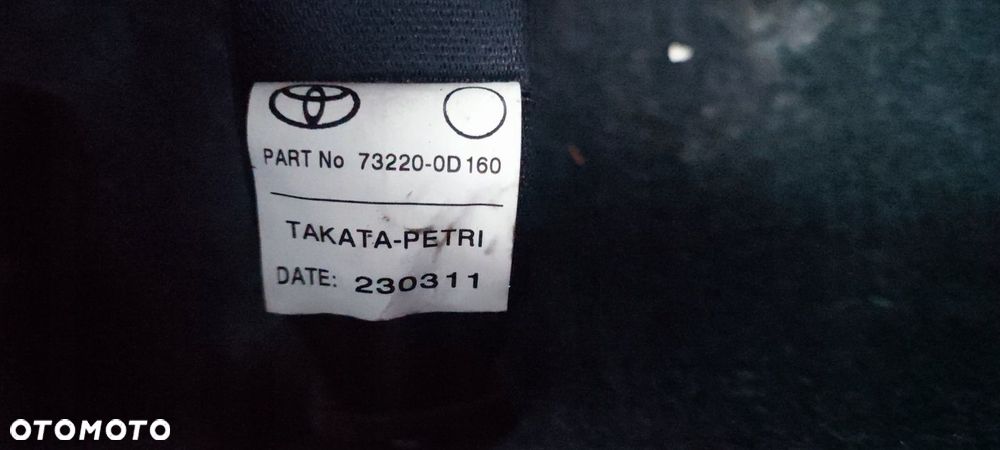 PART No 73220-0D160
TAKATA-PETRI
DATE: 230311
OTOMOTO